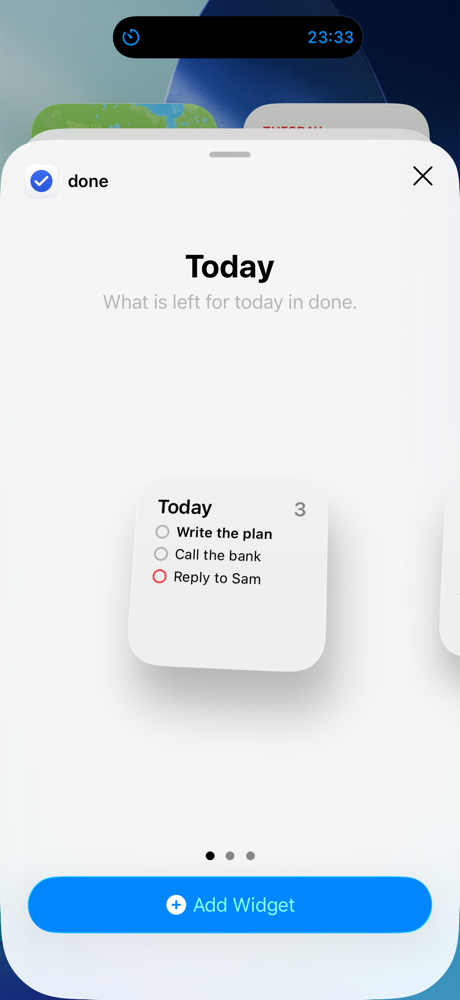 23:33
TUESDAY
done
Today
What is left for today in done.
Today 3
Write the plan
Call the bank
Reply to Sam
Add Widget